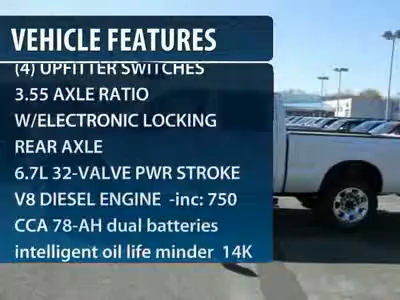 VEHICLE FEATURES
(4) UPFITTER SWITCHES
3.55 AXLE RATIO
W/ELECTRONIC LOCKING
REAR AXLE
6.7L 32-VALVE PWR STROKE
V8 DIESEL ENGINE -inc: 750
CCA 78-AH dual batteries
intelligent oil life minder 14K